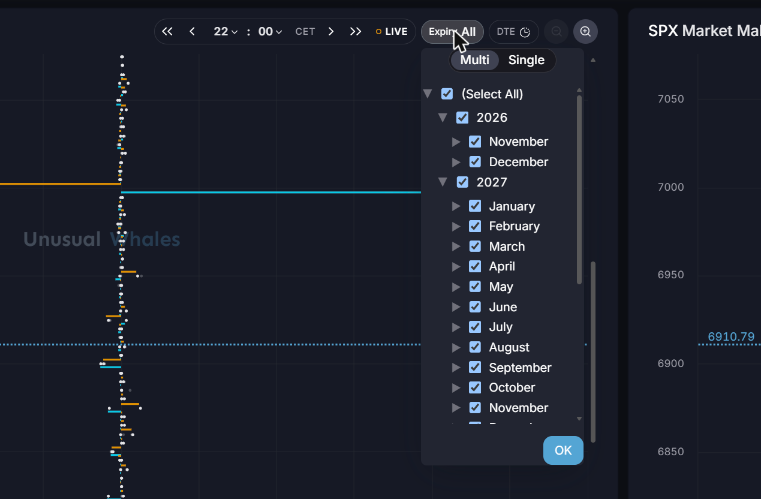 22 : 00 CET LIVE Expiry All DTE
SPX Market
Multi Single
(Select All)
2026
November
December
2027
January
February
March
April
May
June
July
August
September
October
November
OK
Unusual Whales
7050
7000
6950
6910.79
6900
6850